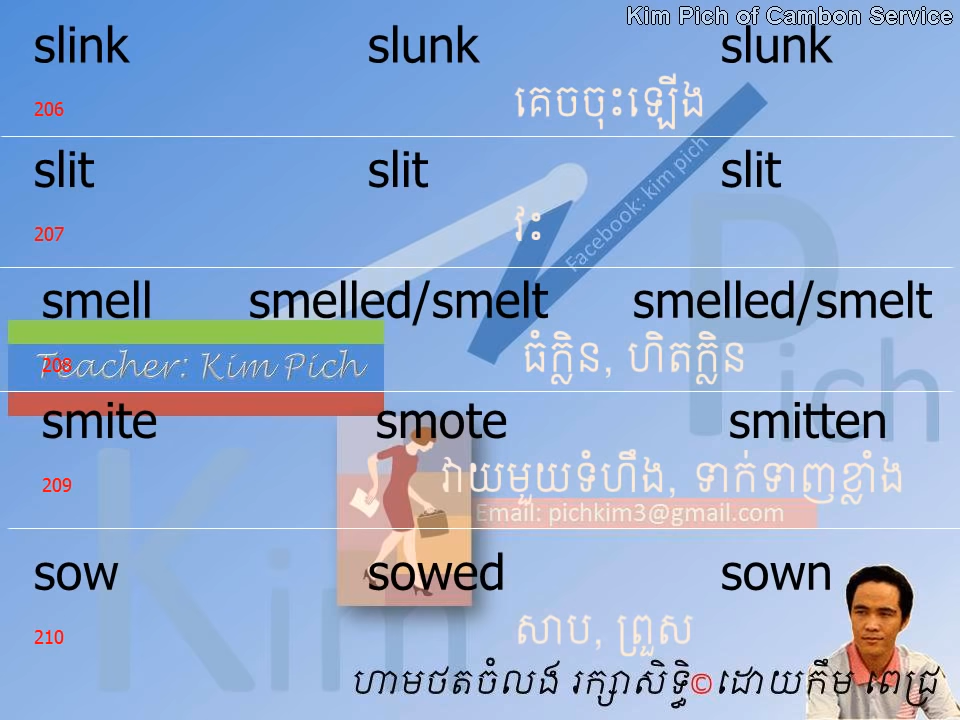 Kim Pich of Cambon Service
slink slunk slunk
206 គេចចុះឡើង
slit slit slit
Facebook: kim pich
207 វះ
smell smelled/smelt smelled/smelt
208 ធំក្លិន, ហិតក្លិន
Teacher: Kim Pich
smite smote smitten
209 វាយមួយទំហឹង, ទាក់ទាញខ្លាំង
Email: pichkim3@gmail.com
sow sowed sown
210 សាប, ព្រួស
ហាមថតចំលង រក្សាសិទ្ធិ©ដោយកឹម ពេជ្រ
Kim
Pich